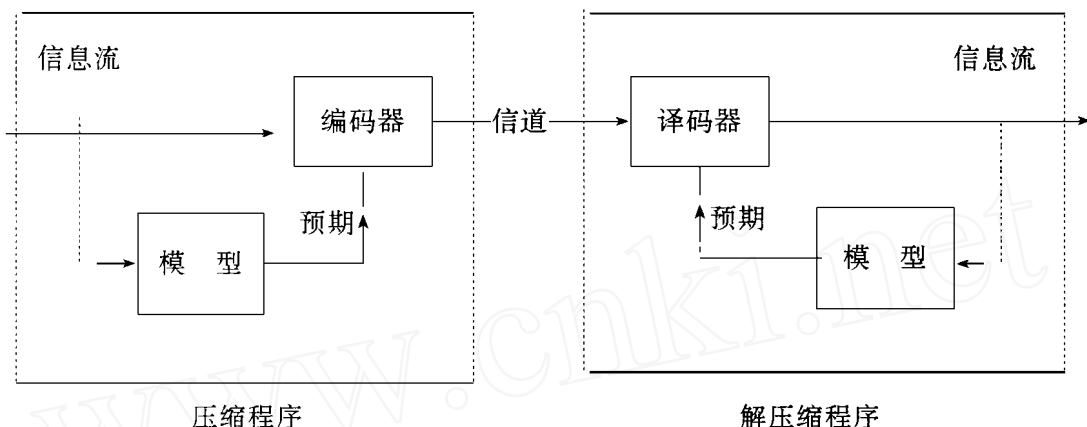 信息流
信息流
编码器
信道
译码器
预期
预期
模 型
模 型
www.cnki.net
压缩程序
解压缩程序